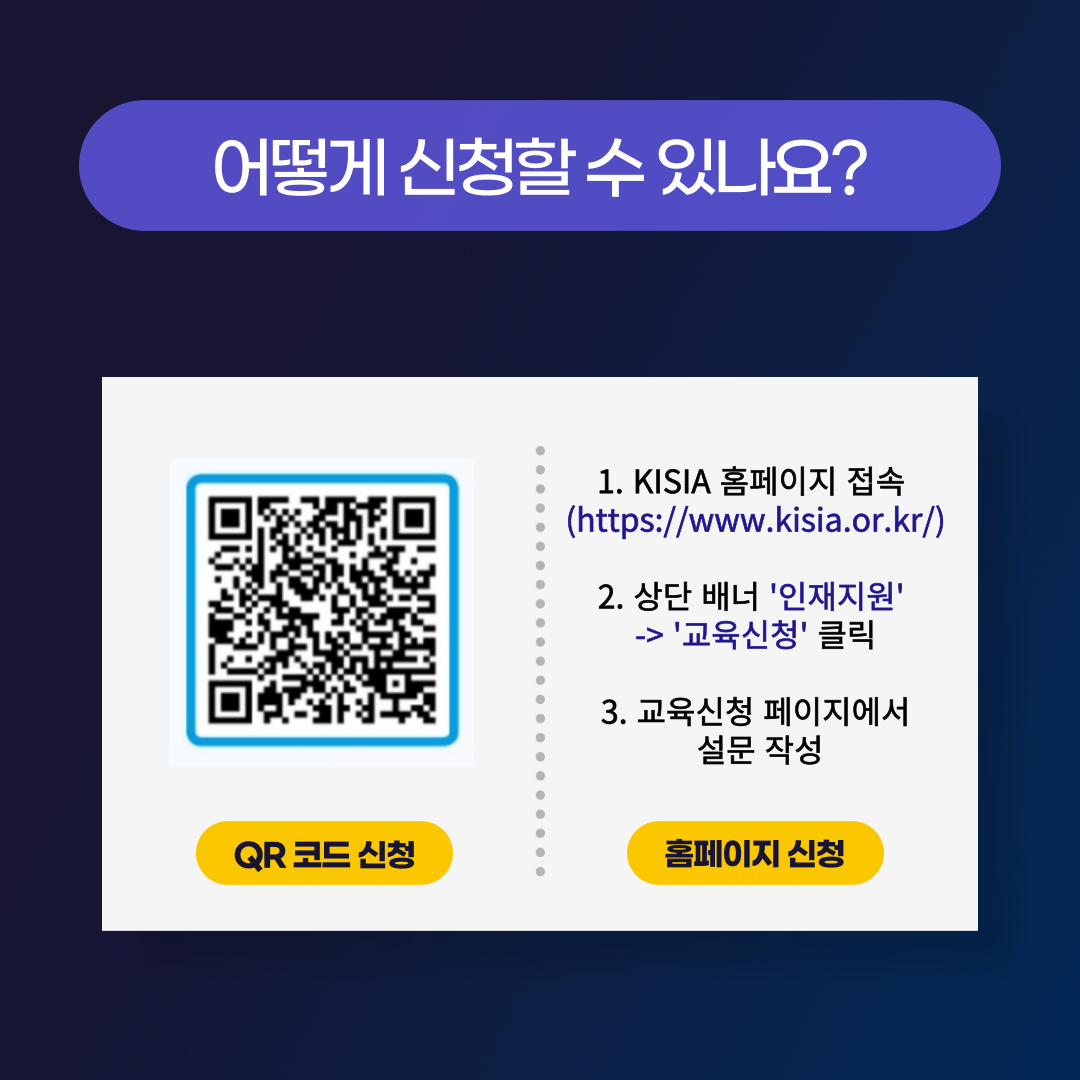 어떻게 신청할 수 있나요?
1. KISIA 홈페이지 접속
(https://www.kisia.or.kr/)
2. 상단 배너 '인재지원'
-> '교육신청' 클릭
3. 교육신청 페이지에서
설문 작성
QR 코드 신청
홈페이지 신청